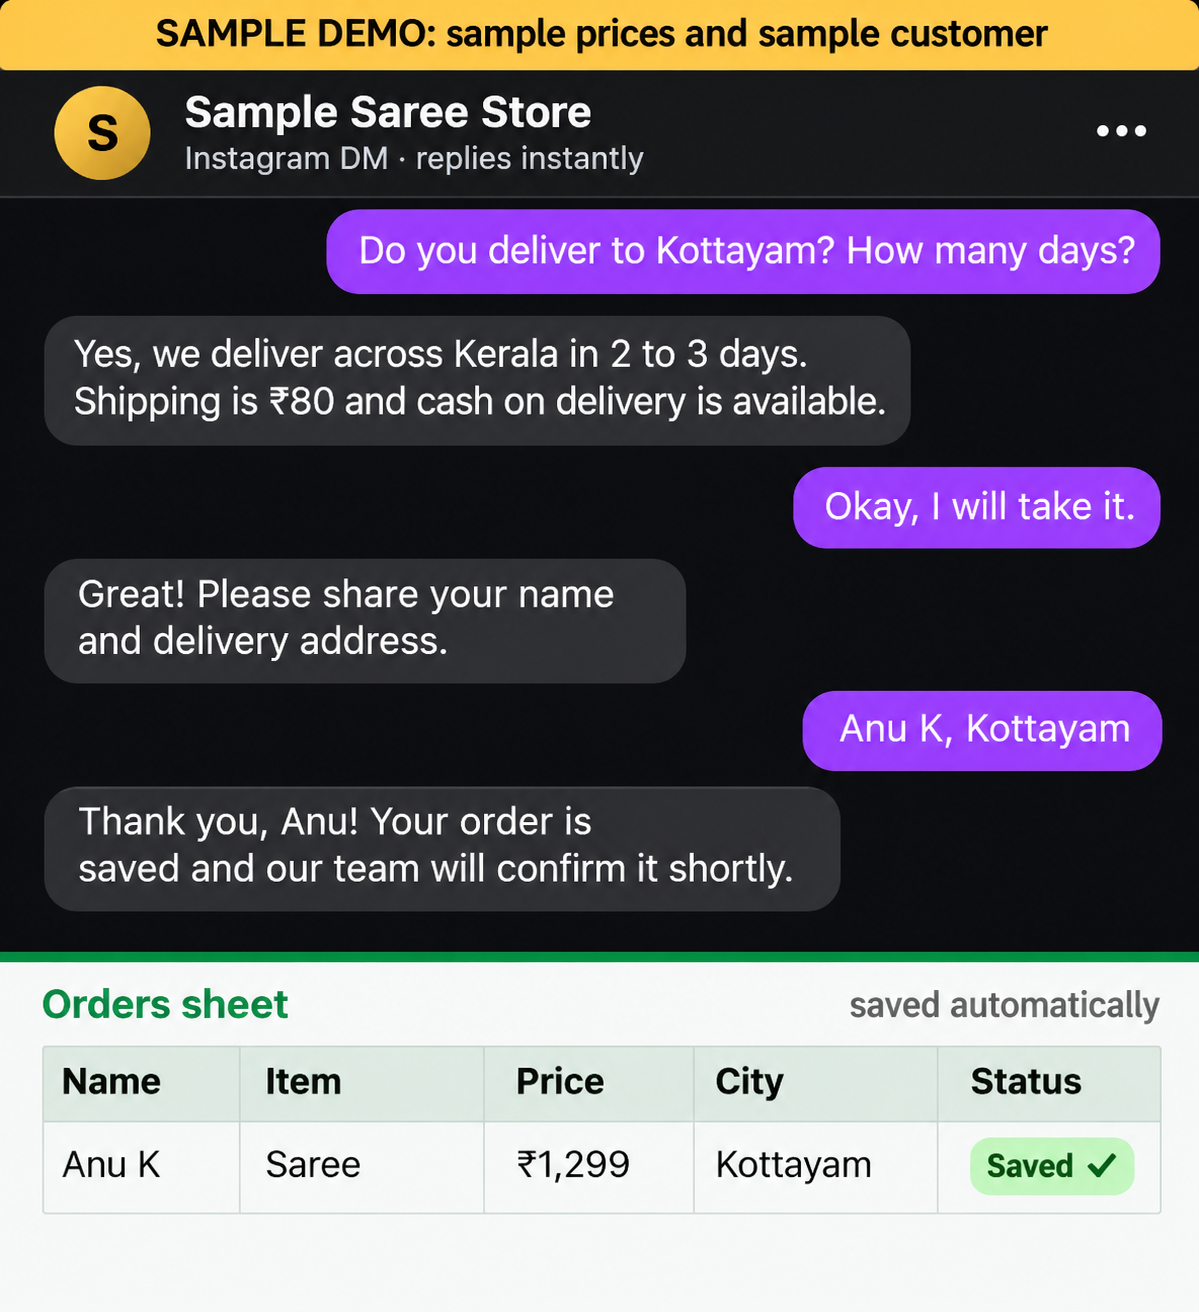 SAMPLE DEMO: sample prices and sample customer
S
Sample Saree Store
Instagram DM · replies instantly
Do you deliver to Kottayam? How many days?
Yes, we deliver across Kerala in 2 to 3 days.
Shipping is ₹80 and cash on delivery is available.
Okay, I will take it.
Great! Please share your name
and delivery address.
Anu K, Kottayam
Thank you, Anu! Your order is
saved and our team will confirm it shortly.
Orders sheet saved automatically
Name Item Price City Status
Anu K Saree ₹1,299 Kottayam Saved ✓